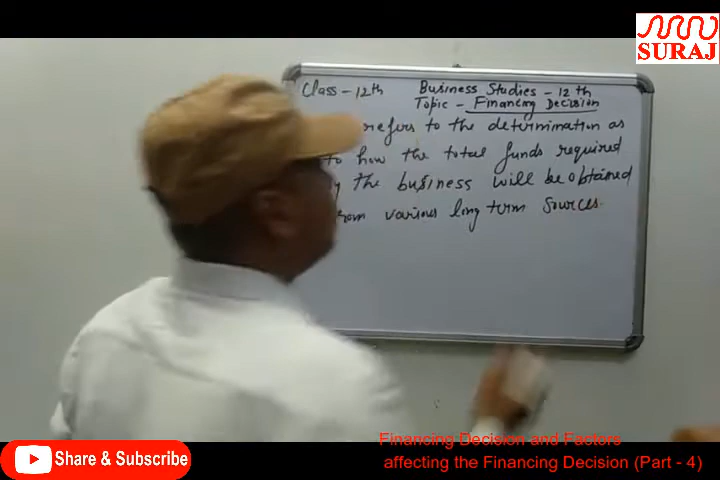 SURAJ
Class - 12th
Business Studies - 12th
Topic - Financing Decision
refers to the determination as
to how the total funds required
the business will be obtained
various long term sources.
Financing Decision and Factors
affecting the Financing Decision (Part - 4)
Share & Subscribe